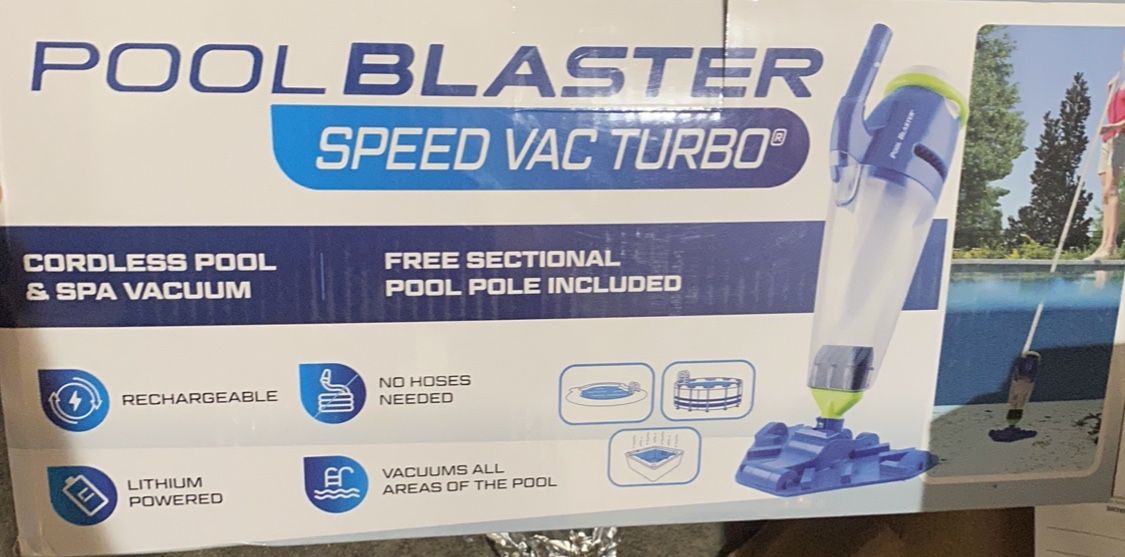 POOL BLASTER
SPEED VAC TURBO®
CORDLESS POOL
& SPA VACUUM
FREE SECTIONAL
POOL POLE INCLUDED
RECHARGEABLE
NO HOSES
NEEDED
LITHIUM
POWERED
VACUUMS ALL
AREAS OF THE POOL
POOL BLASTER